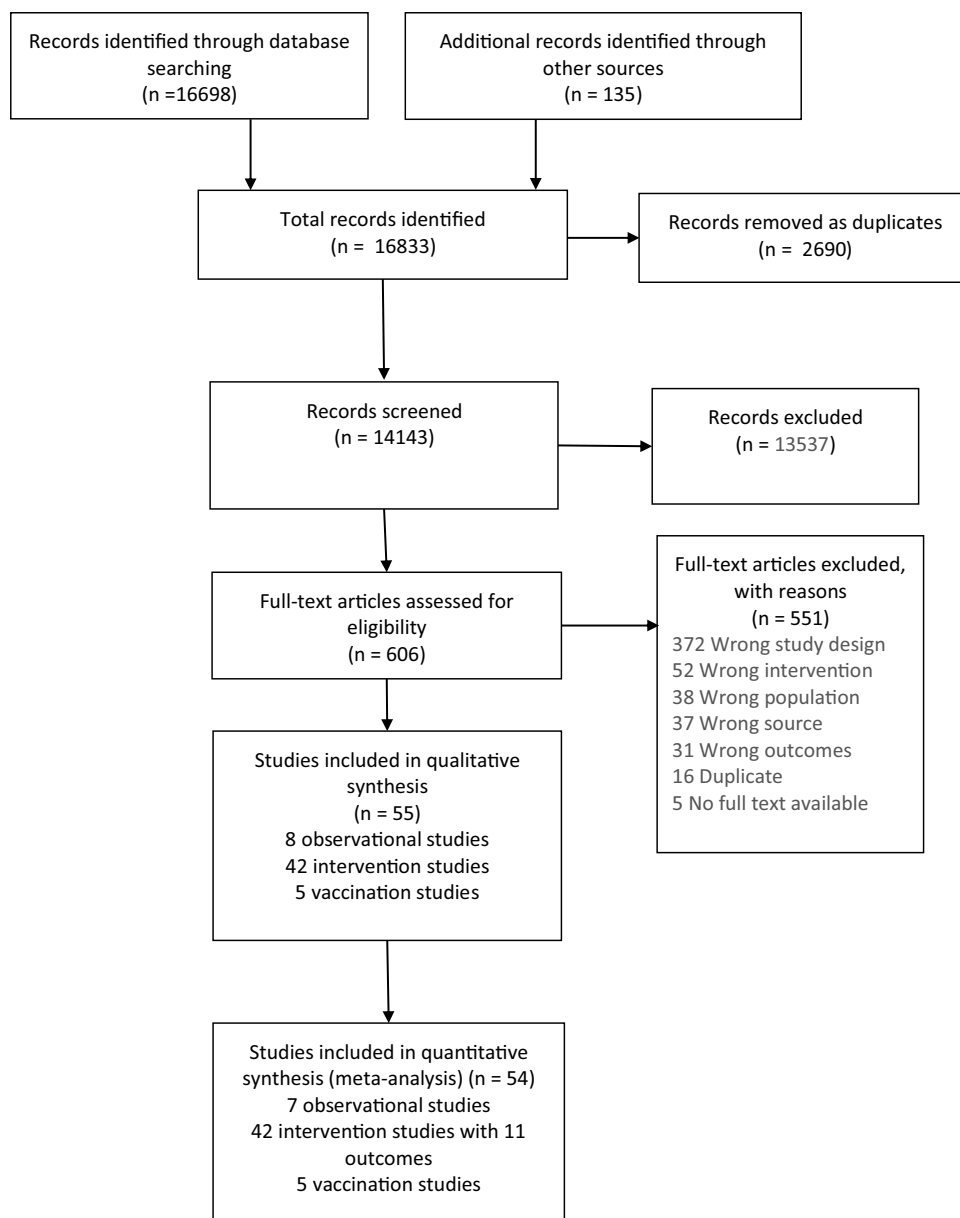 Records identified through database
searching
(n =16698)
Additional records identified through
other sources
(n = 135)
Total records identified
(n = 16833)
Records removed as duplicates
(n = 2690)
Records screened
(n = 14143)
Records excluded
(n = 13537)
Full-text articles assessed for
eligibility
(n = 606)
Full-text articles excluded,
with reasons
(n = 551)
372 Wrong study design
52 Wrong intervention
38 Wrong population
37 Wrong source
31 Wrong outcomes
16 Duplicate
5 No full text available
Studies included in qualitative
synthesis
(n = 55)
8 observational studies
42 intervention studies
5 vaccination studies
Studies included in quantitative
synthesis (meta-analysis) (n = 54)
7 observational studies
42 intervention studies with 11
outcomes
5 vaccination studies